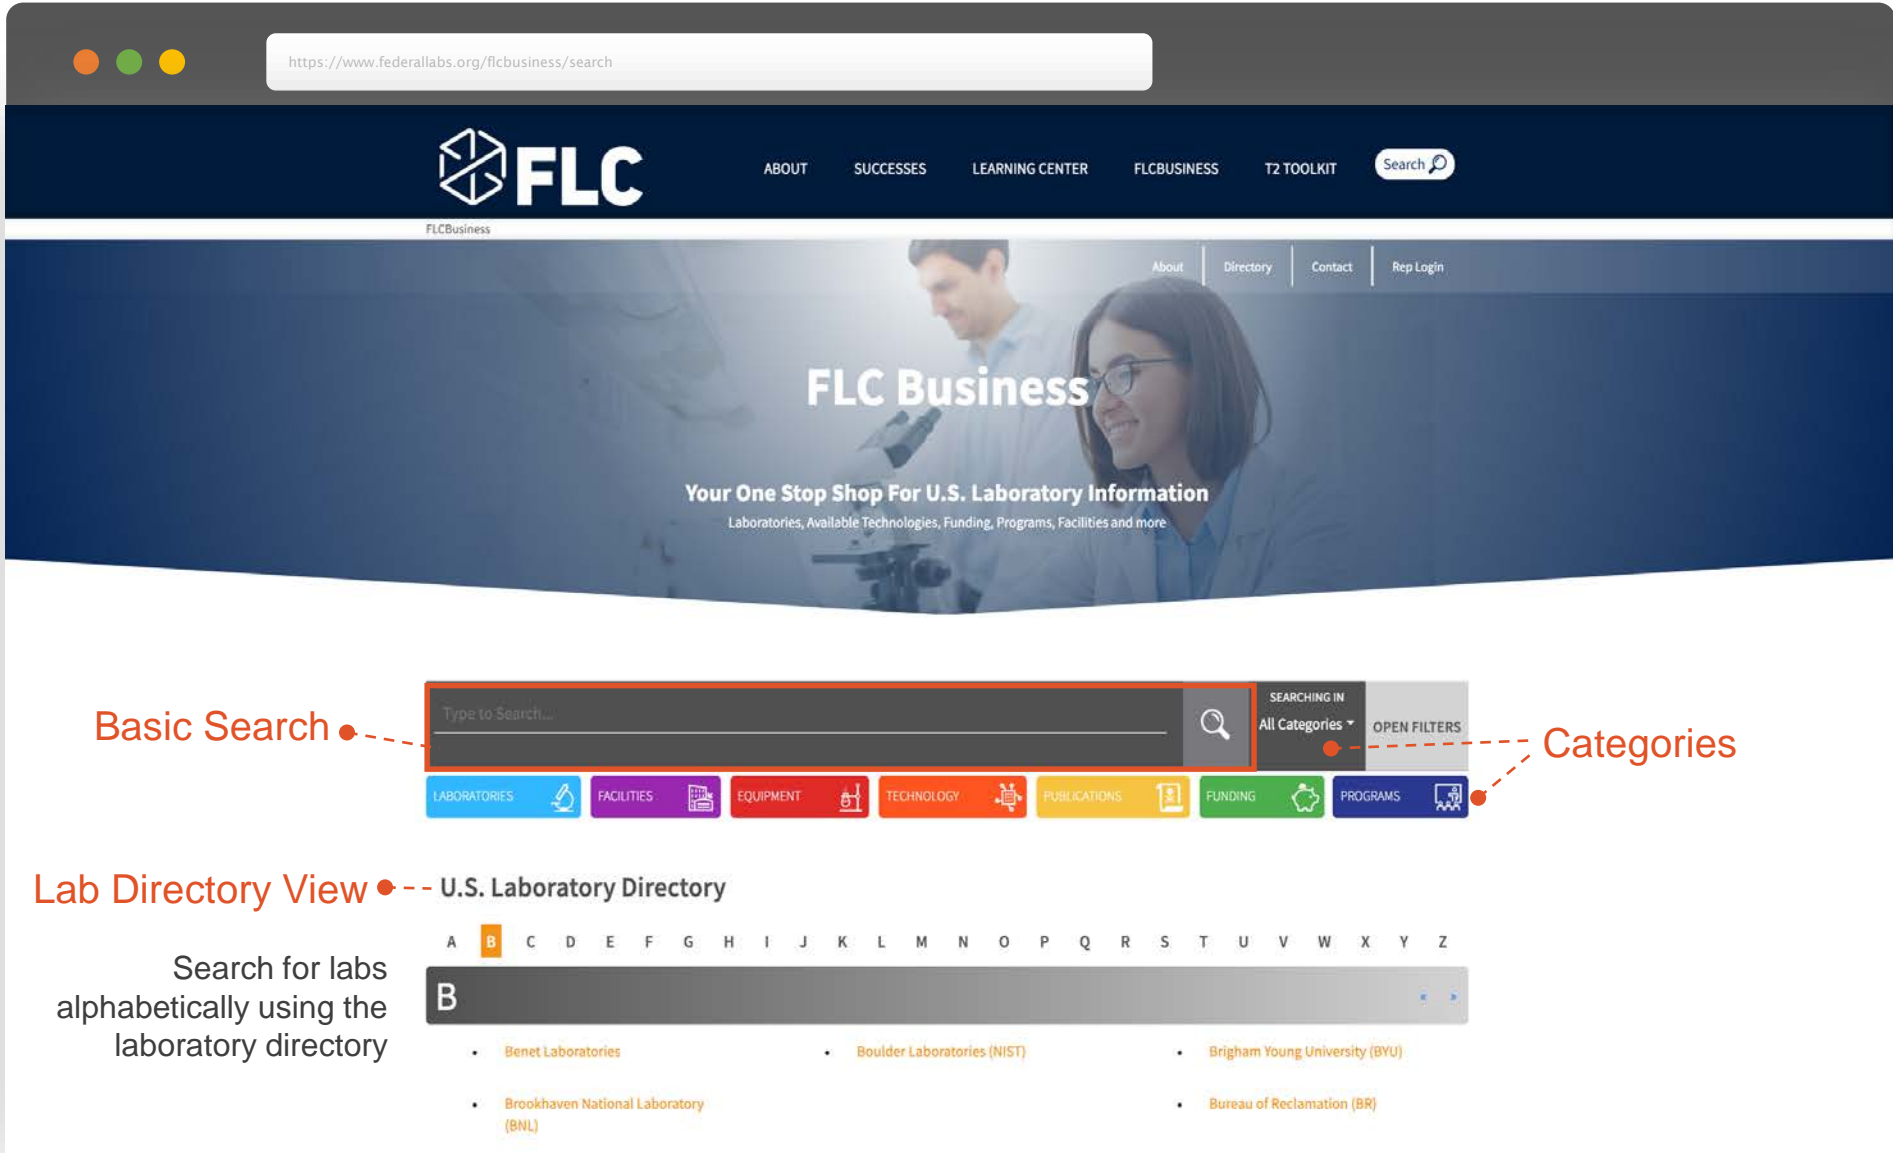 https://www.federallabs.org/flcbusiness/search
FLC
ABOUT SUCCESSES LEARNING CENTER FLCBUSINESS T2 TOOLKIT Search
FLCBusiness
About Directory Contact Rep Login
FLC Business
Your One Stop Shop For U.S. Laboratory Information
Laboratories, Available Technologies, Funding, Programs, Facilities and more
Basic Search
Type to Search...
SEARCHING IN
All Categories
OPEN FILTERS
Categories
LABORATORIES FACILITIES EQUIPMENT TECHNOLOGY PUBLICATIONS FUNDING PROGRAMS
Lab Directory View
U.S. Laboratory Directory
A B C D E F G H I J K L M N O P Q R S T U V W X Y Z
Search for labs
alphabetically using the
laboratory directory
B
« »
• Benet Laboratories
• Boulder Laboratories (NIST)
• Brigham Young University (BYU)
• Brookhaven National Laboratory
(BNL)
• Bureau of Reclamation (BR)